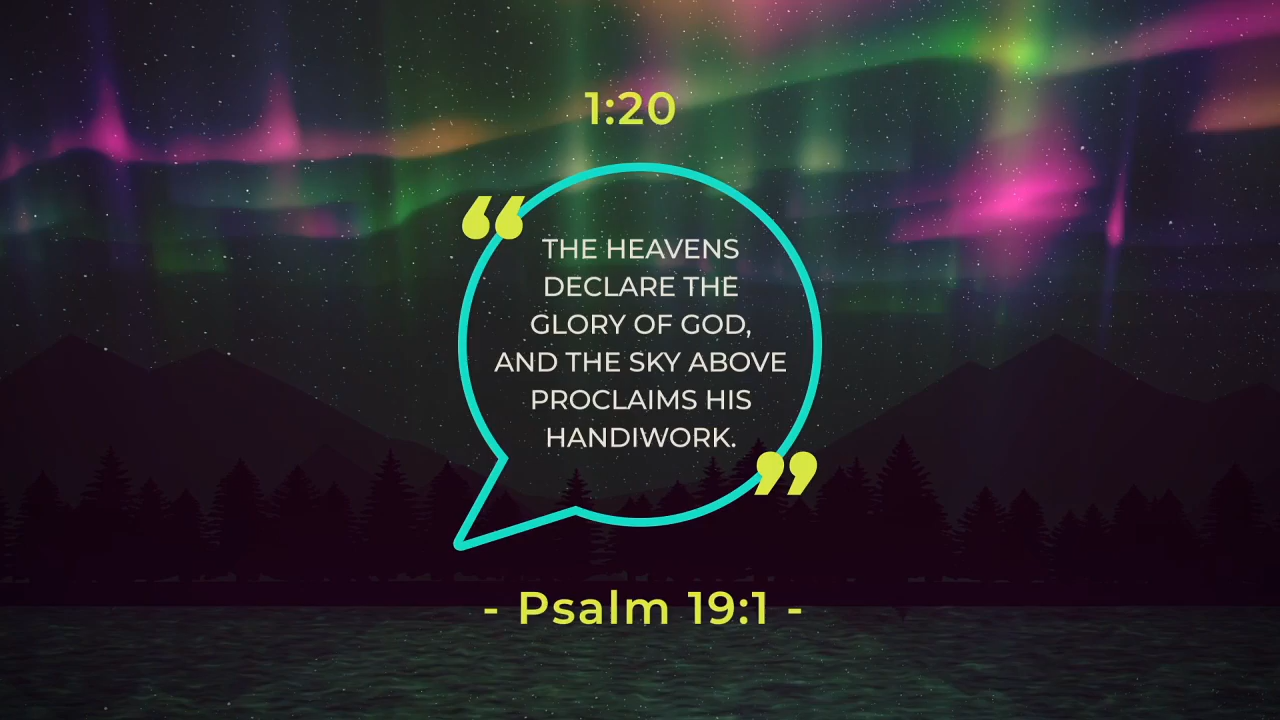 1:20
“THE HEAVENS
DECLARE THE
GLORY OF GOD,
AND THE SKY ABOVE
PROCLAIMS HIS
HANDIWORK.”
- Psalm 19:1 -